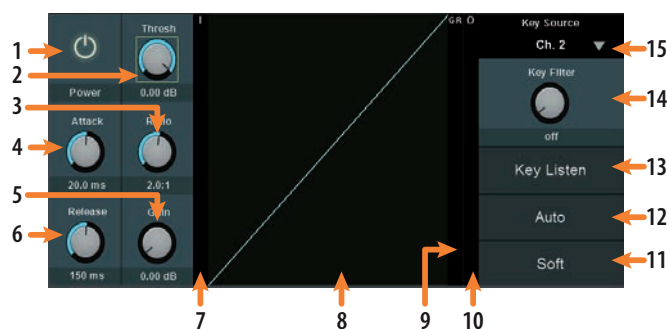 I
GR O
Key Source
Thresh
1
Ch. 2
15
2
Key Filter
Power
0.00 dB
14
3
Attack
Ratio
4
off
20.0 ms
2.0:1
Key Listen
13
5
Release
Gain
Auto
12
6
9
Soft
11
150 ms
0.00 dB
7
8
10